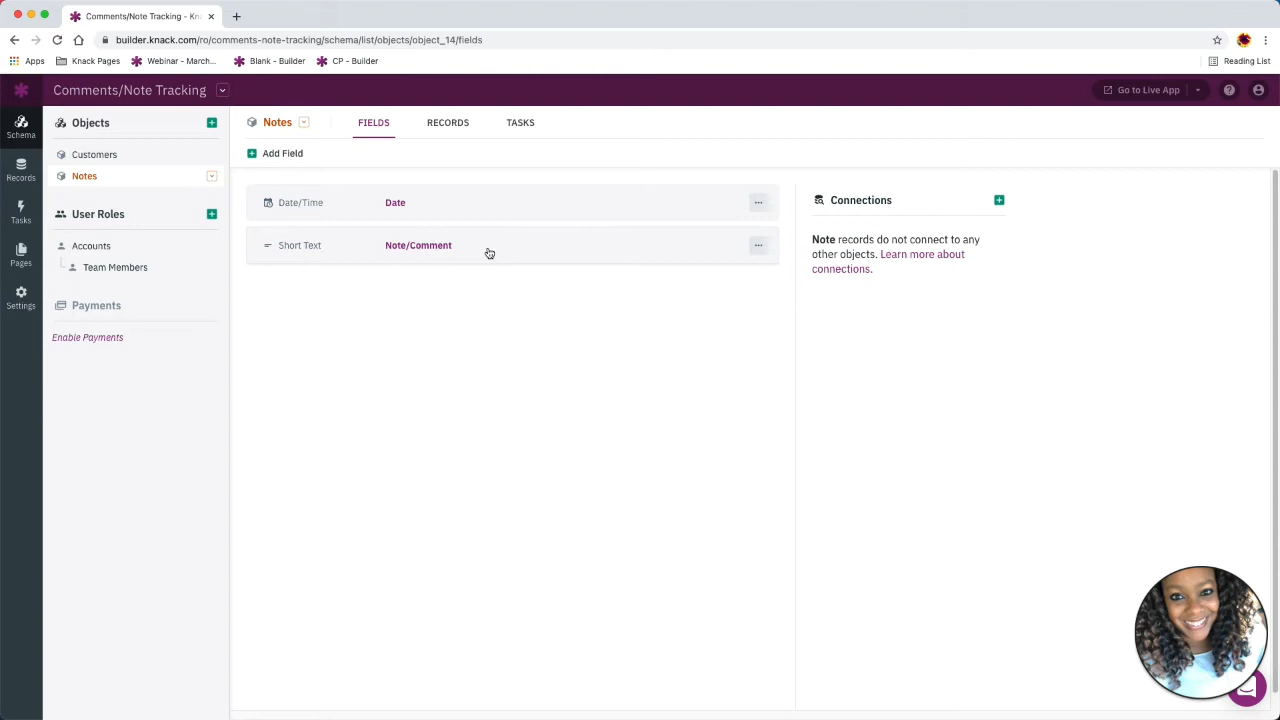 Comments/Note Tracking - Kna
builder.knack.com/ro/comments-note-tracking/schema/list/objects/object_14/fields
Apps
Knack Pages
Webinar - March...
Blank - Builder
CP - Builder
Reading List
Comments/Note Tracking
Go to Live App
Schema
Records
Tasks
Pages
Settings
Objects
Customers
Notes
User Roles
Accounts
Team Members
Payments
Enable Payments
Notes
FIELDS
RECORDS
TASKS
Add Field
Date/Time
Date
Short Text
Note/Comment
Connections
Note records do not connect to any
other objects. Learn more about
connections.